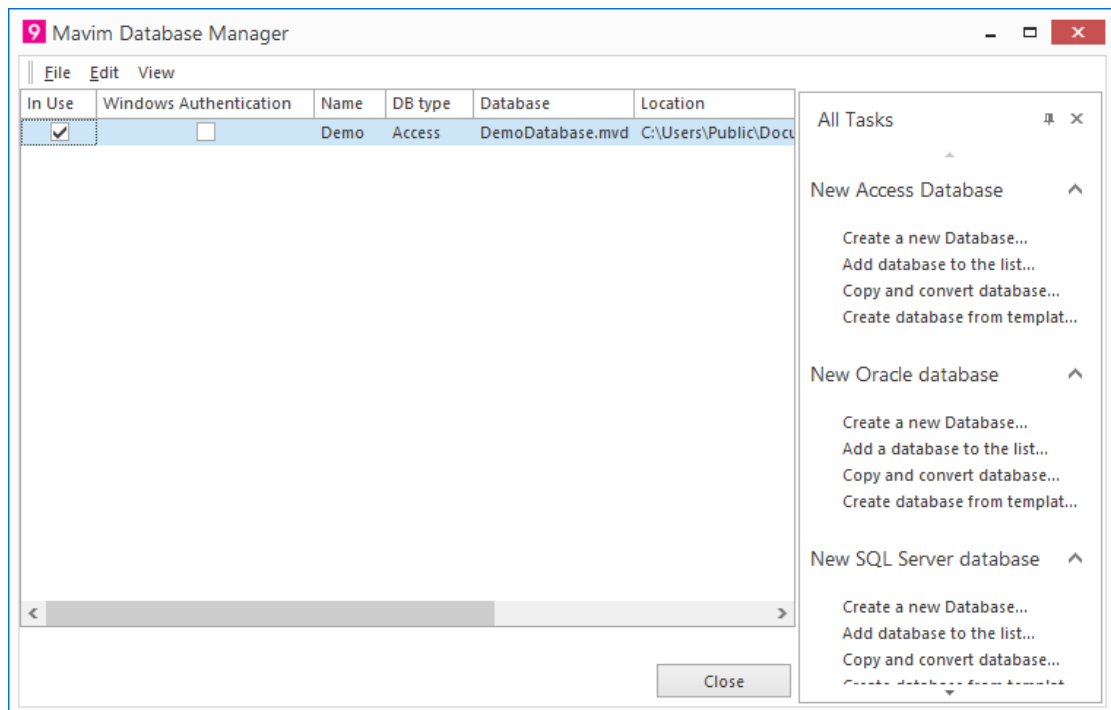 9 Mavim Database Manager
File Edit View
In Use Windows Authentication Name DB type Database Location
Demo Access DemoDatabase.mvd C:\Users\Public\Docu
All Tasks
New Access Database
Create a new Database...
Add database to the list...
Copy and convert database...
Create database from templat...
New Oracle database
Create a new Database...
Add a database to the list...
Copy and convert database...
Create database from templat...
New SQL Server database
Create a new Database...
Add database to the list...
Copy and convert database...
Create database from templat
Close